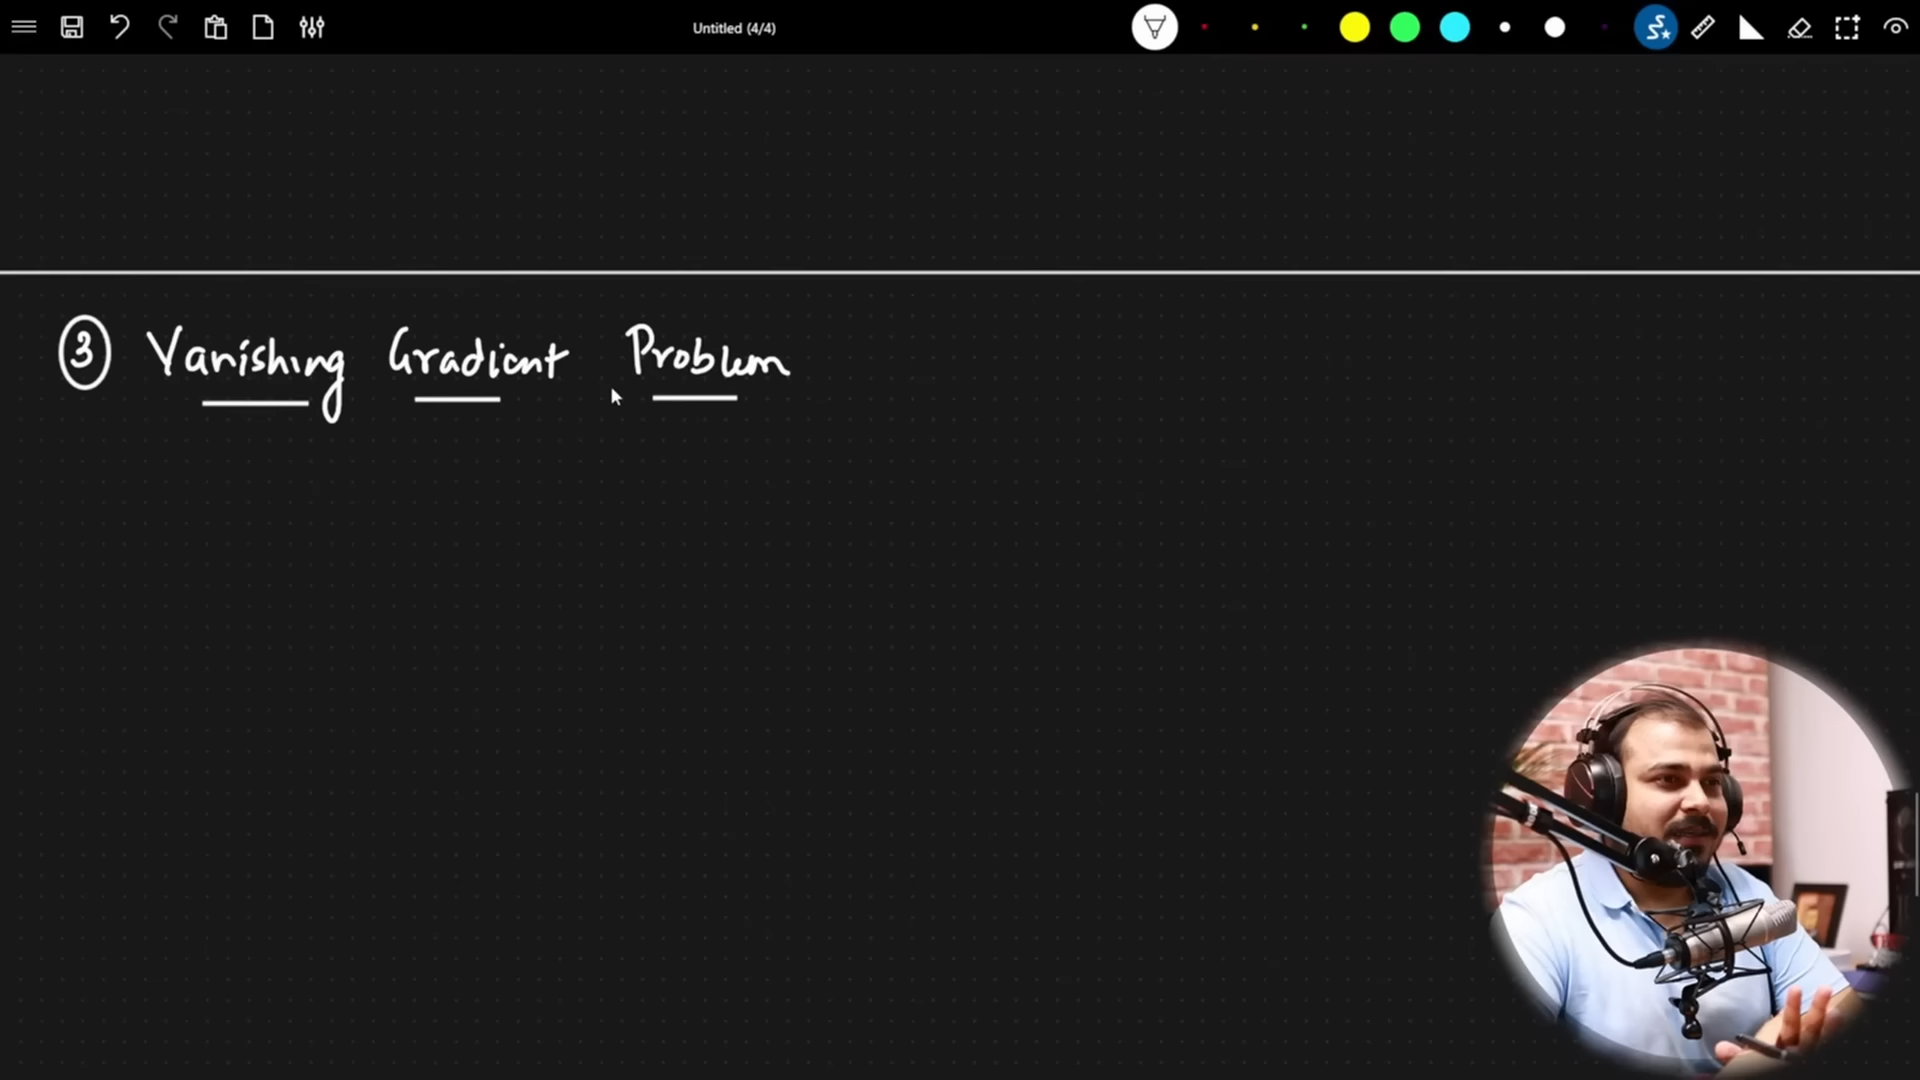 Untitled (4/4)
③ Vanishing Gradient Problem